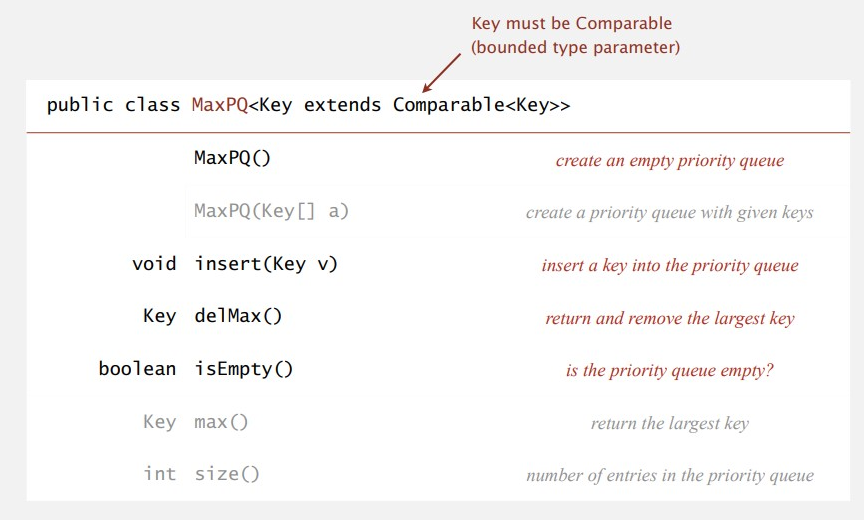 Key must be Comparable
(bounded type parameter)
public class MaxPQ<Key extends Comparable<Key>>
MaxPQ() create an empty priority queue
MaxPQ(Key[] a) create a priority queue with given keys
void insert(Key v) insert a key into the priority queue
Key delMax() return and remove the largest key
boolean isEmpty() is the priority queue empty?
Key max() return the largest key
int size() number of entries in the priority queue